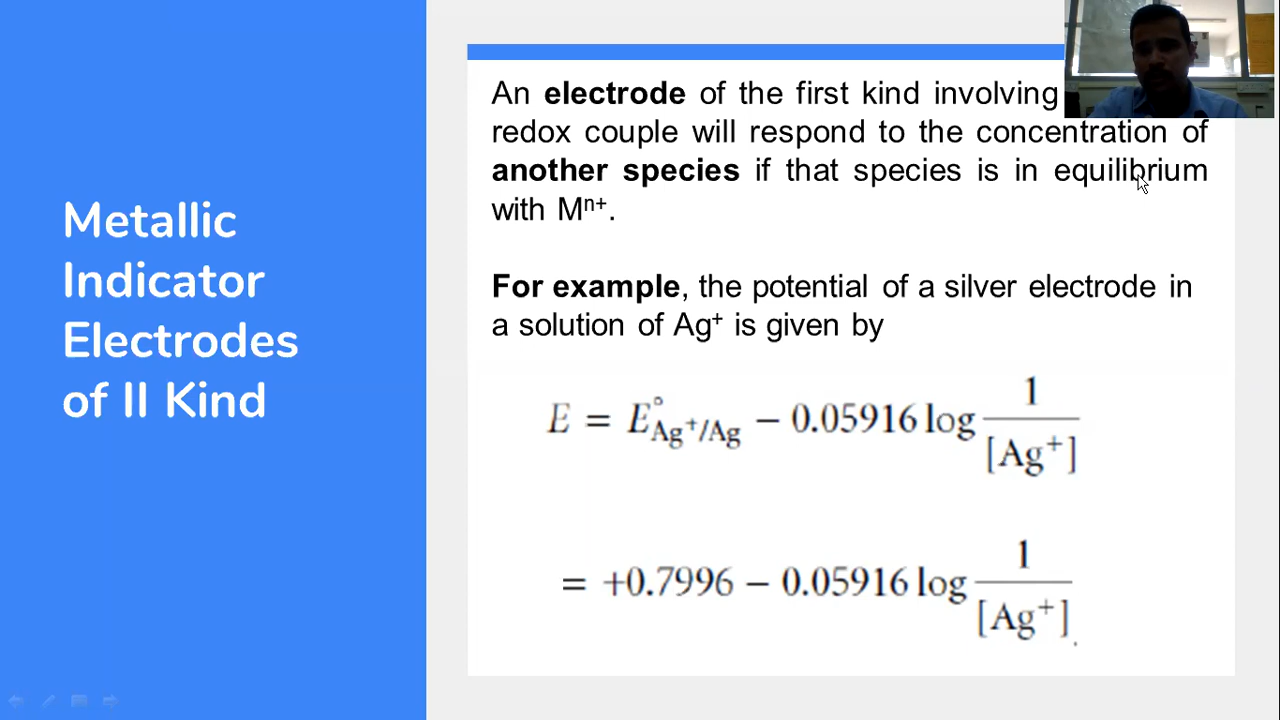 Metallic
Indicator
Electrodes
of II Kind
An electrode of the first kind involving
redox couple will respond to the concentration of
another species if that species is in equilibrium
with Mⁿ⁺.
For example, the potential of a silver electrode in
a solution of Ag⁺ is given by
E = E°Ag⁺/Ag − 0.05916 log 1/[Ag⁺]
= +0.7996 − 0.05916 log 1/[Ag⁺].